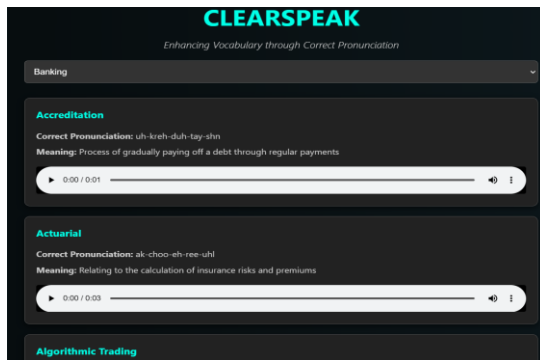 CLEARSPEAK
Enhancing Vocabulary through Correct Pronunciation
Banking
Accreditation
Correct Pronunciation: uh-kreh-duh-tay-shn
Meaning: Process of gradually paying off a debt through regular payments
0:00 / 0:01
Actuarial
Correct Pronunciation: ak-choo-eh-ree-uhl
Meaning: Relating to the calculation of insurance risks and premiums
0:00 / 0:03
Algorithmic Trading